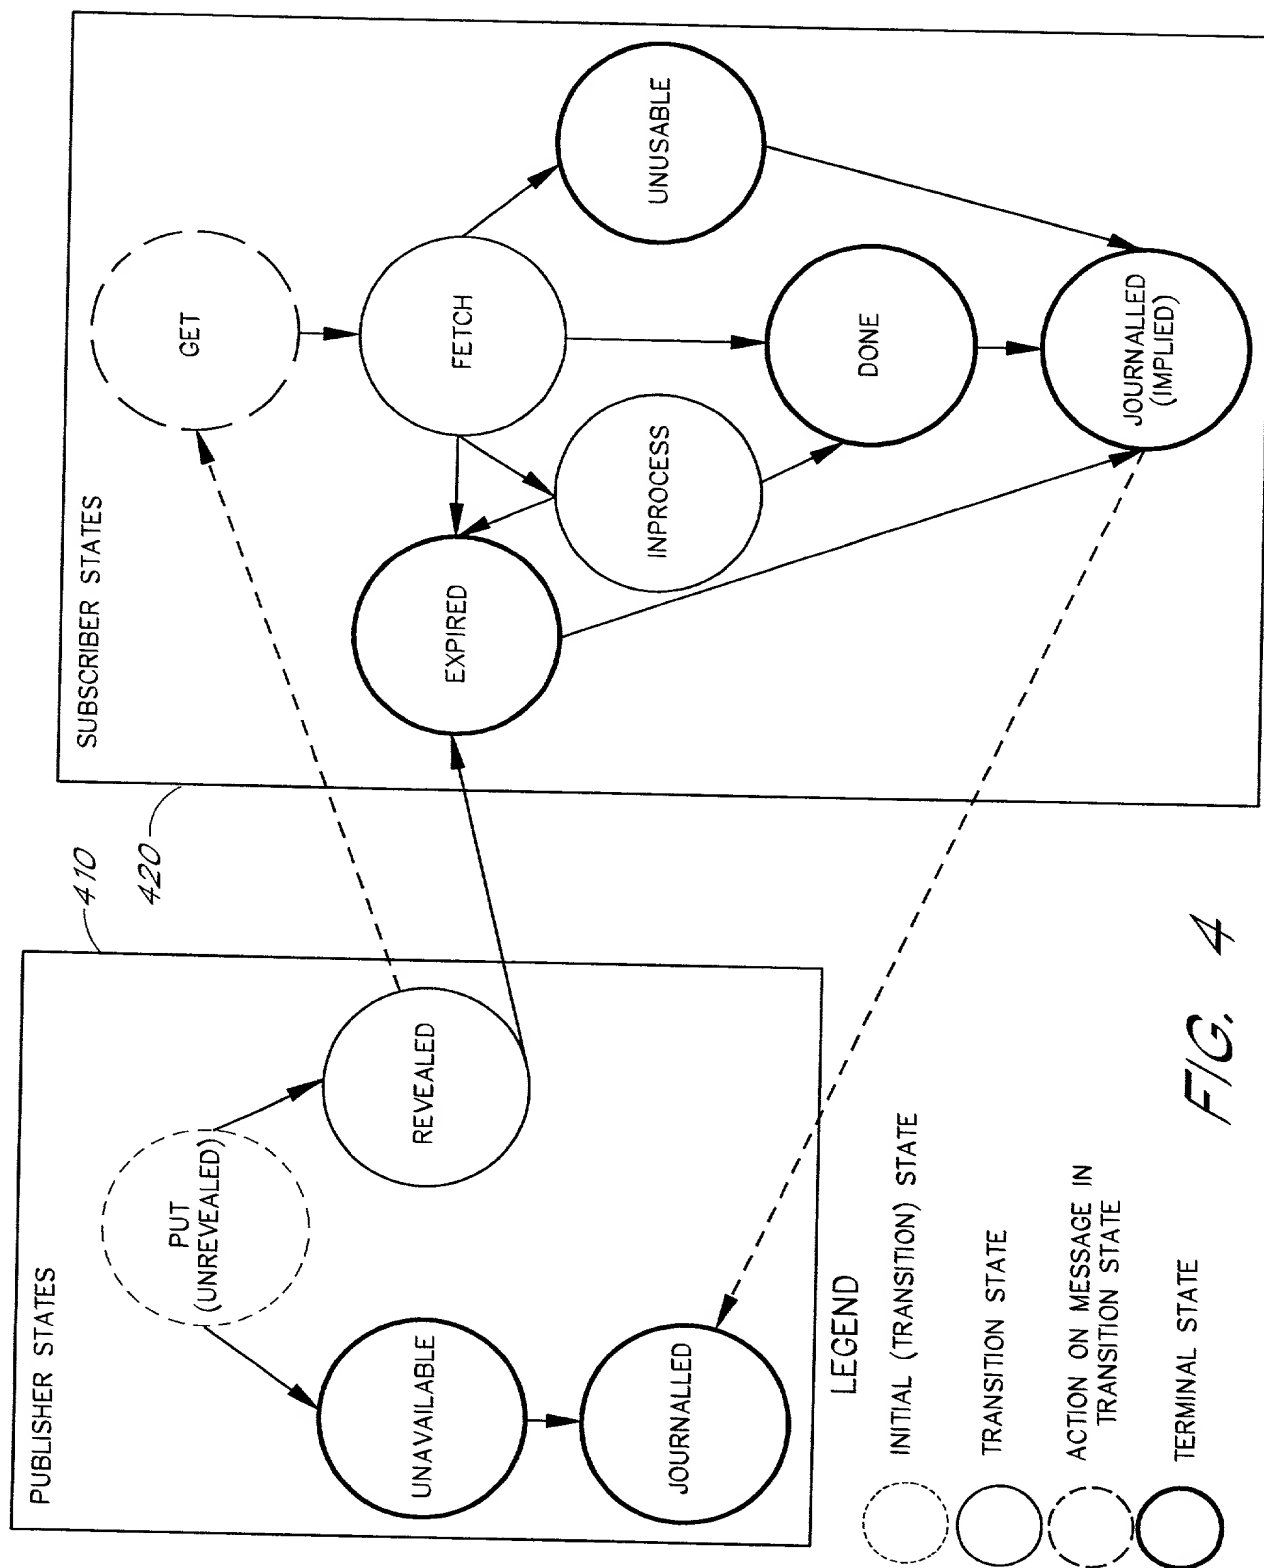 PUBLISHER STATES
PUT
(UNREVEALED)
UNAVAILABLE
REVEALED
JOURNALLED
410
420
SUBSCRIBER STATES
GET
FETCH
EXPIRED
INPROCESS
UNUSABLE
DONE
JOURNALLED
(IMPLIED)
LEGEND
INITIAL (TRANSITION) STATE
TRANSITION STATE
ACTION ON MESSAGE IN
TRANSITION STATE
TERMINAL STATE
FIG. 4